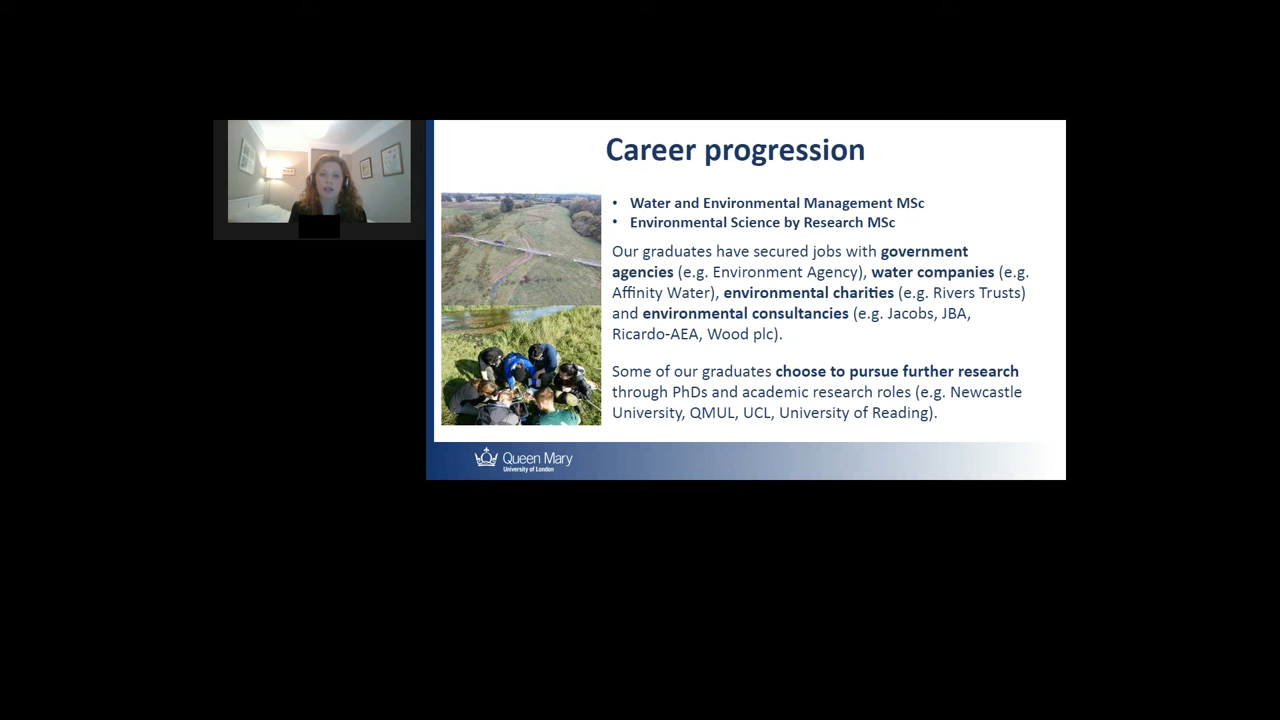 Career progression
• Water and Environmental Management MSc
• Environmental Science by Research MSc
Our graduates have secured jobs with government
agencies (e.g. Environment Agency), water companies (e.g.
Affinity Water), environmental charities (e.g. Rivers Trusts)
and environmental consultancies (e.g. Jacobs, JBA,
Ricardo-AEA, Wood plc).
Some of our graduates choose to pursue further research
through PhDs and academic research roles (e.g. Newcastle
University, QMUL, UCL, University of Reading).
Queen Mary
University of London